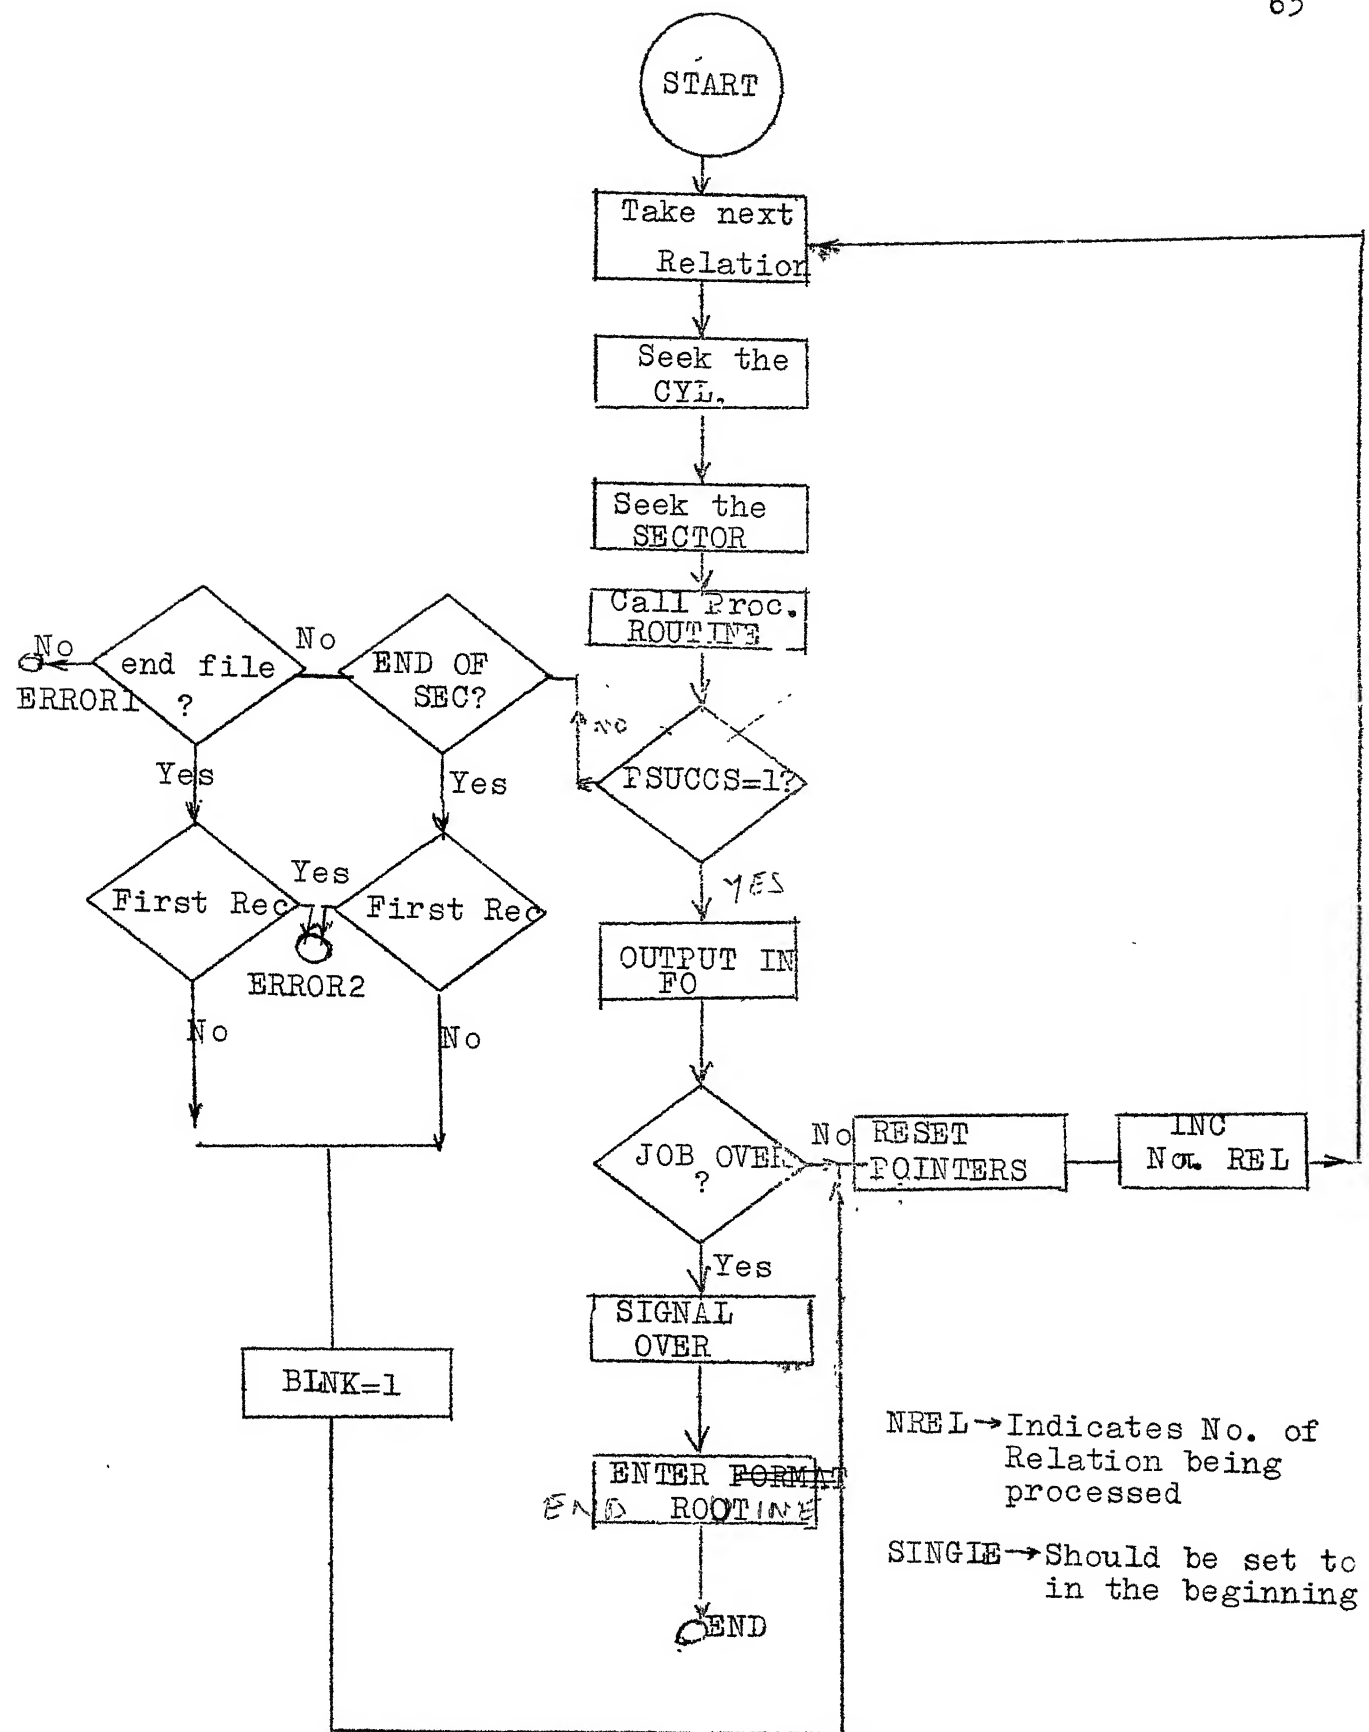 START
Take next
Relation
Seek the
CYL.
Seek the
SECTOR
Call Proc.
ROUTINE
PSUCCS=1?
NO
END OF
SEC?
No
end file
?
No
ERROR1
Yes
Yes
First Rec
Yes
First Rec
ERROR2
No
No
YES
OUTPUT IN
FO
JOB OVER
?
No
RESET
POINTERS
INC
No. REL
Yes
SIGNAL
OVER
BLNK=1
ENTER FORMAT
END ROUTINE
END
NREL→Indicates No. of
Relation being
processed
SINGLE→Should be set to
in the beginning